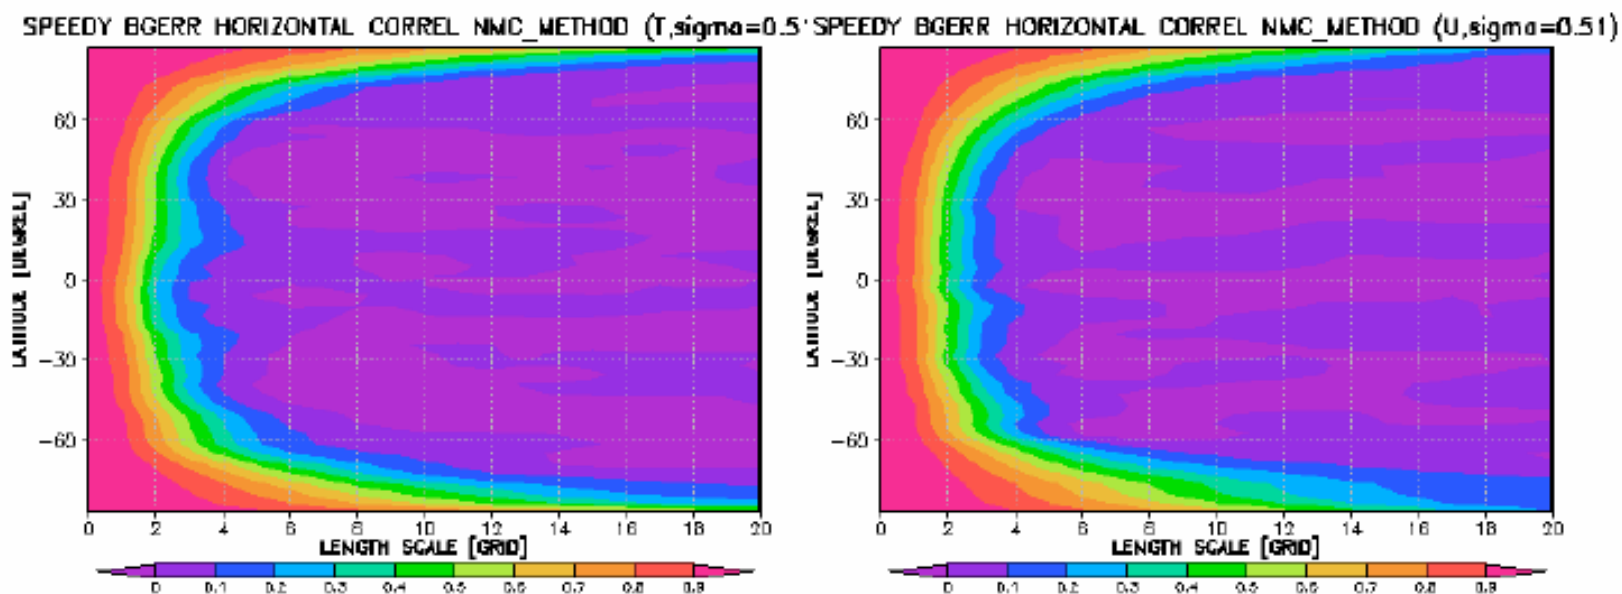 SPEEDY BGERR HORIZONTAL CORREL NMC_METHOD (T,sigma=0.5
SPEEDY BGERR HORIZONTAL CORREL NMC_METHOD (U,sigma=0.51)
LATITUDE [DEGREE]
60
30
0
-30
-60
0 2 4 6 8 10 12 14 16 18 20
LENGTH SCALE [GRID]
0 0.1 0.2 0.3 0.4 0.5 0.6 0.7 0.8 0.9
LATITUDE [DEGREE]
60
30
0
-30
-60
0 2 4 6 8 10 12 14 16 18 20
LENGTH SCALE [GRID]
0 0.1 0.2 0.3 0.4 0.5 0.6 0.7 0.8 0.9